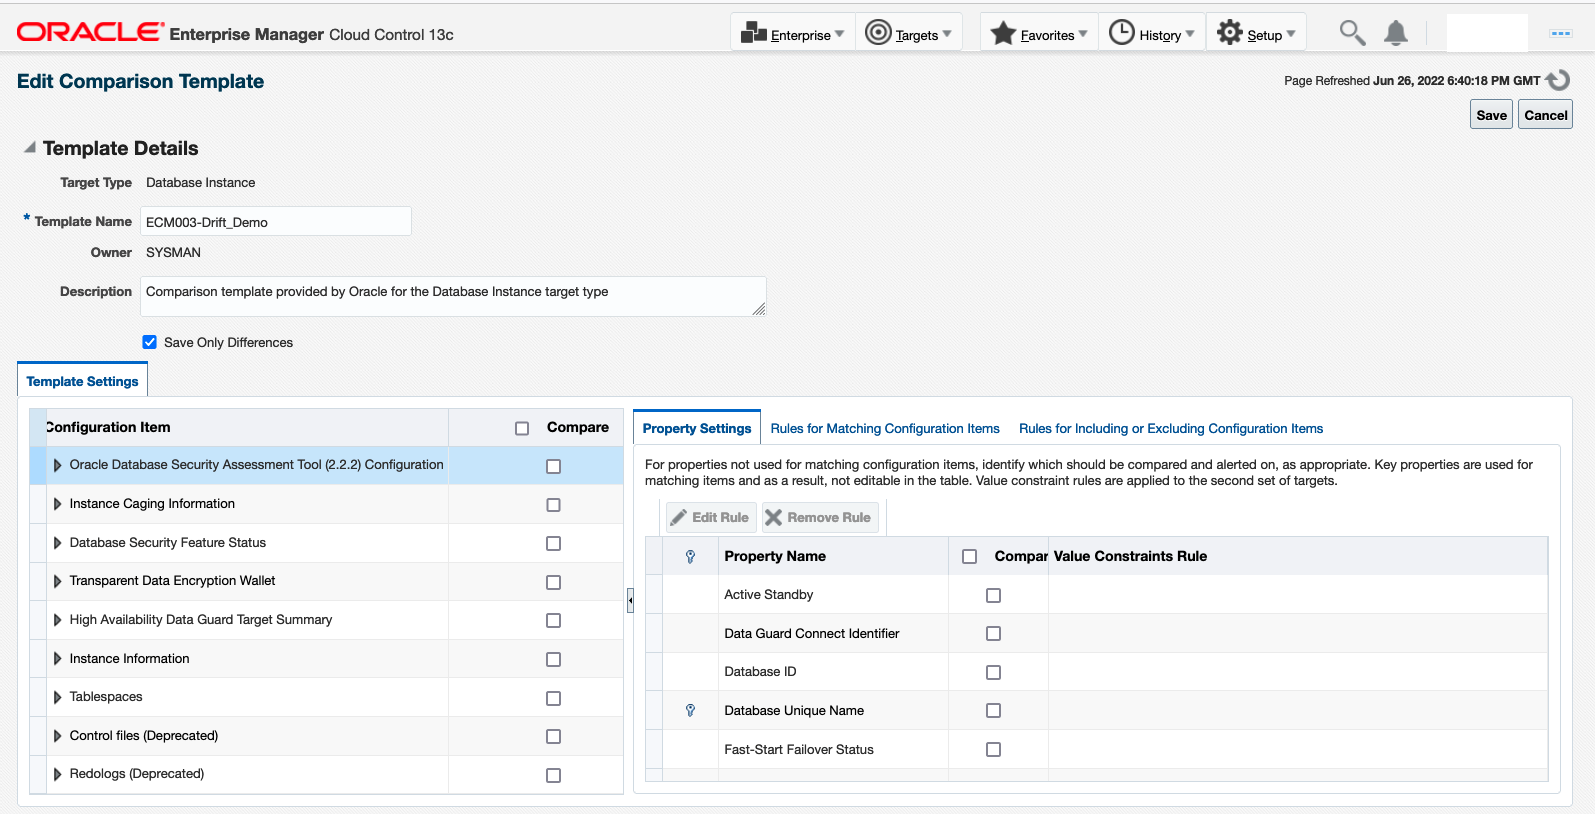 ORACLE® Enterprise Manager Cloud Control 13c
Enterprise
Targets
Favorites
History
Setup
Edit Comparison Template
Page Refreshed Jun 26, 2022 6:40:18 PM GMT
Save
Cancel
Template Details
Target Type Database Instance
* Template Name ECM003-Drift_Demo
Owner SYSMAN
Description Comparison template provided by Oracle for the Database Instance target type
Save Only Differences
Template Settings
Configuration Item Compare
Oracle Database Security Assessment Tool (2.2.2) Configuration
Instance Caging Information
Database Security Feature Status
Transparent Data Encryption Wallet
High Availability Data Guard Target Summary
Instance Information
Tablespaces
Control files (Deprecated)
Redologs (Deprecated)
Property Settings
Rules for Matching Configuration Items
Rules for Including or Excluding Configuration Items
For properties not used for matching configuration items, identify which should be compared and alerted on, as appropriate. Key properties are used for
matching items and as a result, not editable in the table. Value constraint rules are applied to the second set of targets.
Edit Rule
Remove Rule
Property Name Compar Value Constraints Rule
Active Standby
Data Guard Connect Identifier
Database ID
Database Unique Name
Fast-Start Failover Status